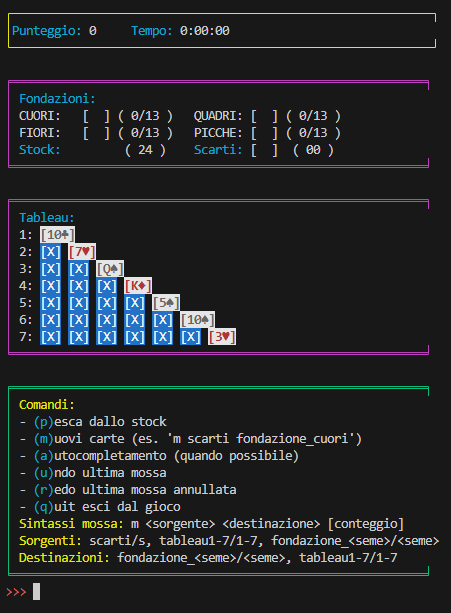 Punteggio: 0 Tempo: 0:00:00
Fondazioni:
CUORI: [ ] ( 0/13 ) QUADRI: [ ] ( 0/13 )
FIORI: [ ] ( 0/13 ) PICCHE: [ ] ( 0/13 )
Stock: ( 24 ) Scarti: [ ] ( 00 )
Tableau:
1: [10♣]
2: [X] [7♥]
3: [X] [X] [Q♠]
4: [X] [X] [X] [K♦]
5: [X] [X] [X] [X] [5♠]
6: [X] [X] [X] [X] [X] [10♠]
7: [X] [X] [X] [X] [X] [X] [3♥]
Comandi:
- (p)esca dallo stock
- (m)uovi carte (es. 'm scarti fondazione_cuori')
- (a)utocompletamento (quando possibile)
- (u)ndo ultima mossa
- (r)edo ultima mossa annullata
- (q)uit esci dal gioco
Sintassi mossa: m <sorgente> <destinazione> [conteggio]
Sorgenti: scarti/s, tableau1-7/1-7, fondazione_<seme>/<seme>
Destinazioni: fondazione_<seme>/<seme>, tableau1-7/1-7
>>>